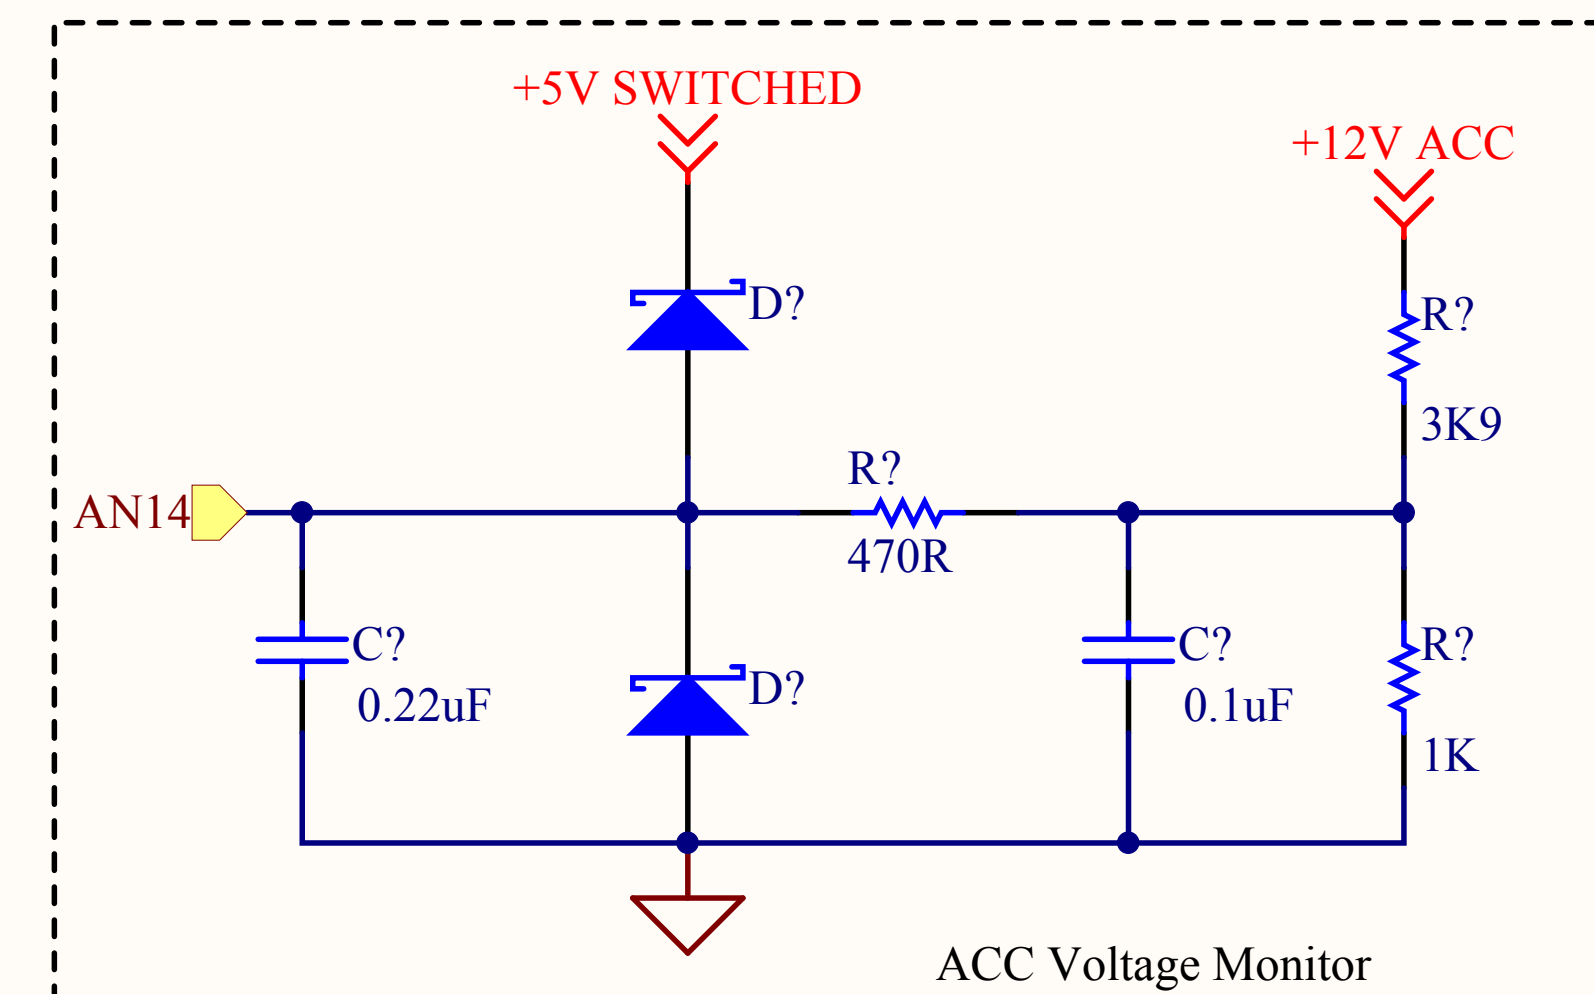 +5V SWITCHED
+12V ACC
D?
R?
3K9
R?
AN14
470R
C?
0.22uF
D?
C?
0.1uF
R?
1K
ACC Voltage Monitor